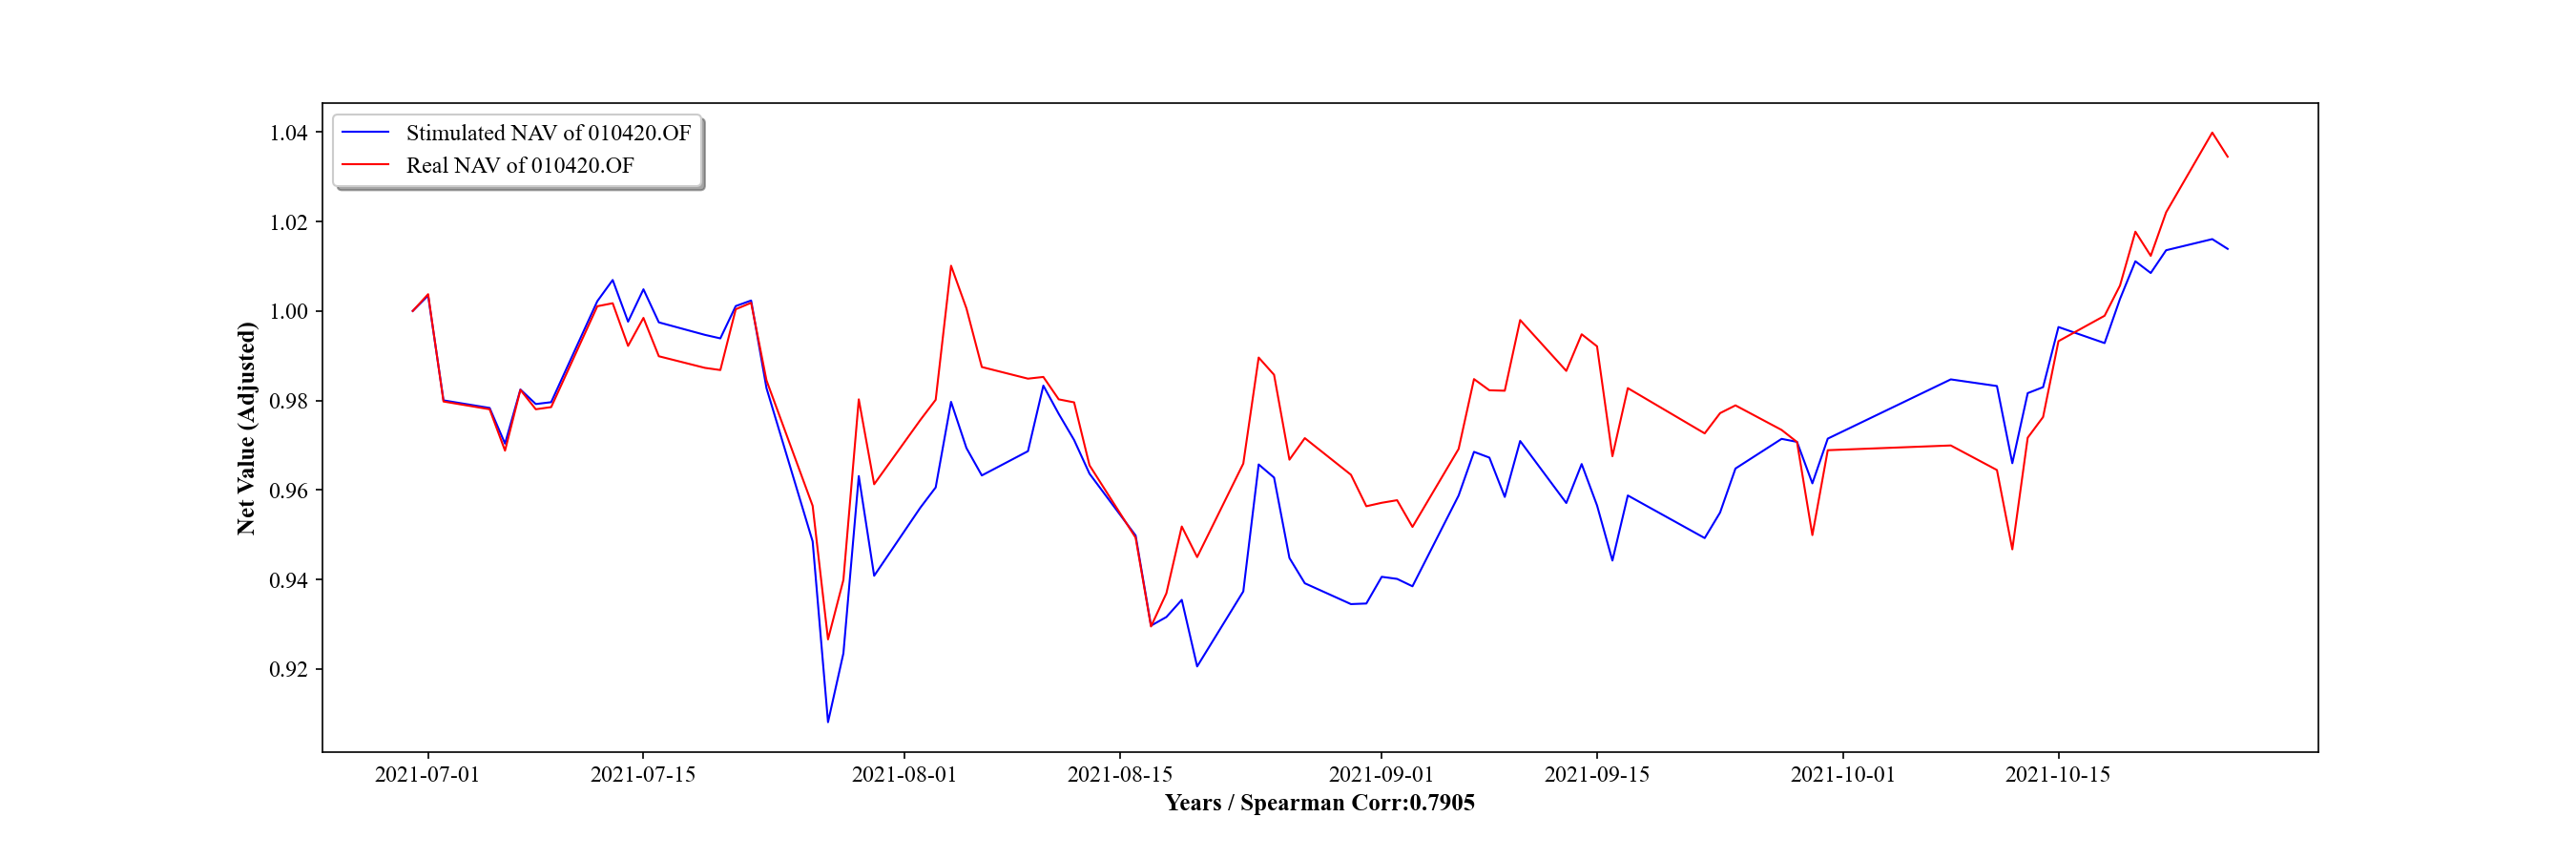 Stimulated NAV of 010420.OF
Real NAV of 010420.OF
1.04
1.02
1.00
0.98
0.96
0.94
0.92
Net Value (Adjusted)
2021-07-01 2021-07-15 2021-08-01 2021-08-15 2021-09-01 2021-09-15 2021-10-01 2021-10-15
Years / Spearman Corr:0.7905